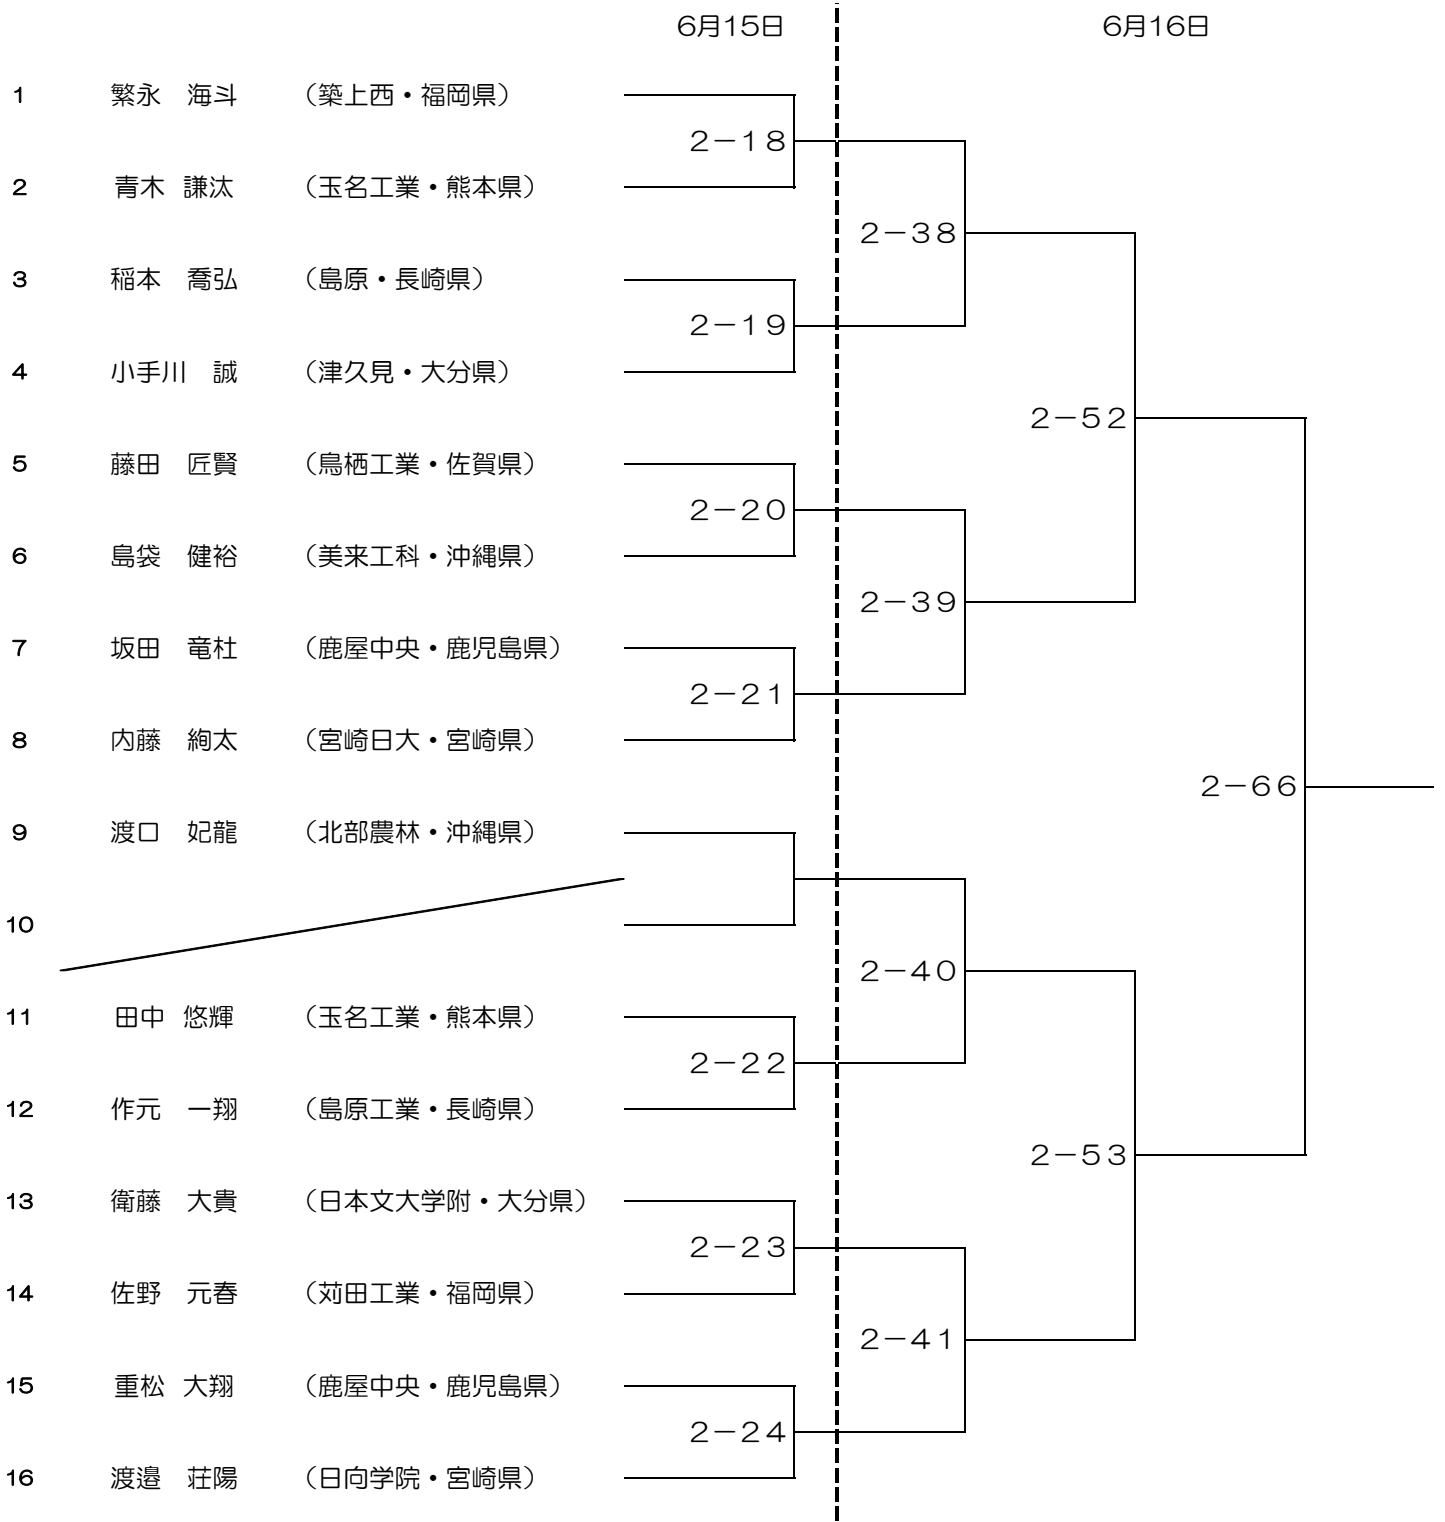 6月15日 6月16日
1 繁永 海斗 （築上西・福岡県）
2－18
2 青木 謙汰 （玉名工業・熊本県）
2－38
3 稲本 喬弘 （島原・長崎県）
2－19
4 小手川 誠 （津久見・大分県）
2－52
5 藤田 匠賢 （鳥栖工業・佐賀県）
2－20
6 島袋 健裕 （美来工科・沖縄県）
2－39
7 坂田 竜杜 （鹿屋中央・鹿児島県）
2－21
8 内藤 絢太 （宮崎日大・宮崎県）
2－66
9 渡口 妃龍 （北部農林・沖縄県）
10
2－40
11 田中 悠輝 （玉名工業・熊本県）
2－22
12 作元 一翔 （島原工業・長崎県）
2－53
13 衛藤 大貴 （日本文大学附・大分県）
2－23
14 佐野 元春 （苅田工業・福岡県）
2－41
15 重松 大翔 （鹿屋中央・鹿児島県）
2－24
16 渡邉 荘陽 （日向学院・宮崎県）